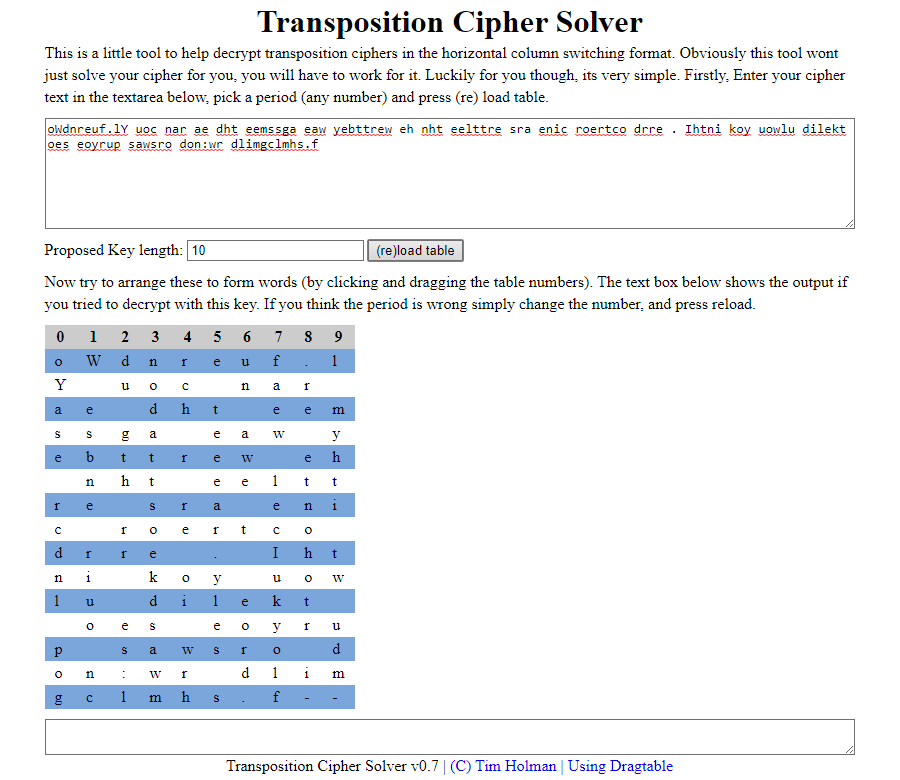 Transposition Cipher Solver
This is a little tool to help decrypt transposition ciphers in the horizontal column switching format. Obviously this tool wont
just solve your cipher for you, you will have to work for it. Luckily for you though, its very simple. Firstly, Enter your cipher
text in the textarea below, pick a period (any number) and press (re) load table.
oWdnreuf.lY uoc nar ae dht eemssga eaw yebttrew eh nht eelttre sra enic roertco drre . Ihtni koy uowlu dilekt
oes eoyrup sawsro don:wr dlimgclmhs.f
Proposed Key length: 10 (re)load table
Now try to arrange these to form words (by clicking and dragging the table numbers). The text box below shows the output if
you tried to decrypt with this key. If you think the period is wrong simply change the number, and press reload.
0 1 2 3 4 5 6 7 8 9
o W d n r e u f . l
Y u o c n a r
a e d h t e e m
s s g a e a w y
e b t t r e w e h
n h t e e l t t
r e s r a e n i
c r o e r t c o
d r r e . I h t
n i k o y u o w
l u d i l e k t
o e s e o y r u
p s a w s r o d
o n : w r d l i m
g c l m h s . f - -
Transposition Cipher Solver v0.7 | (C) Tim Holman | Using Dragtable